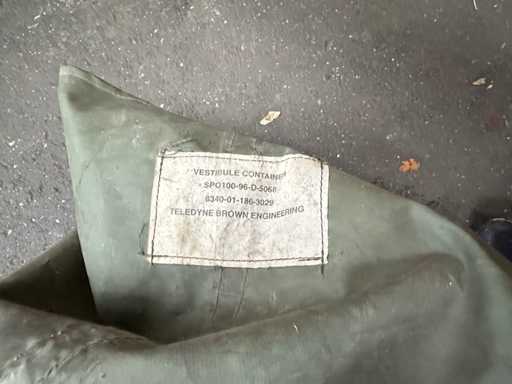 VESTIBULE CONTAINER
SPO100-96-D-5068
8340-01-186-3029
TELEDYNE BROWN ENGINEERING